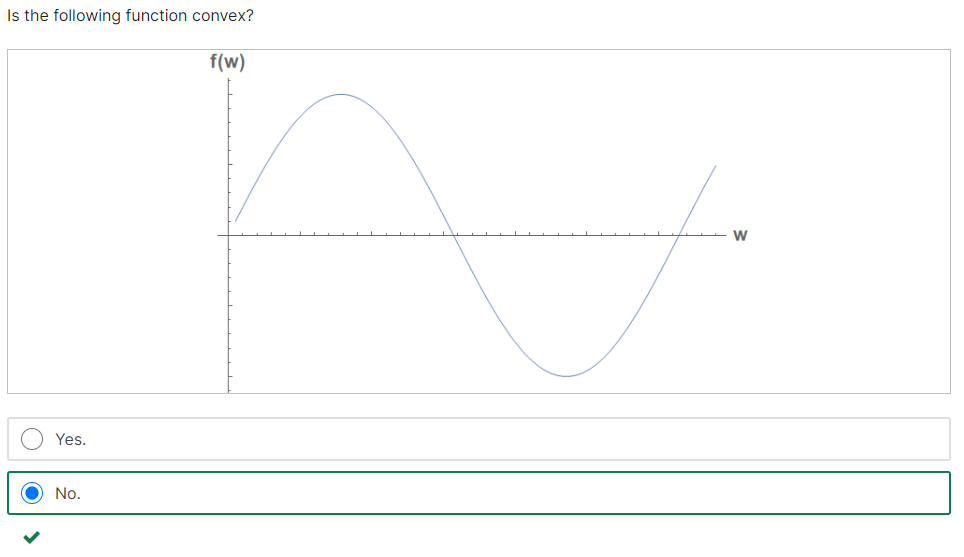 Is the following function convex?
f(w)
w
Yes.
No.